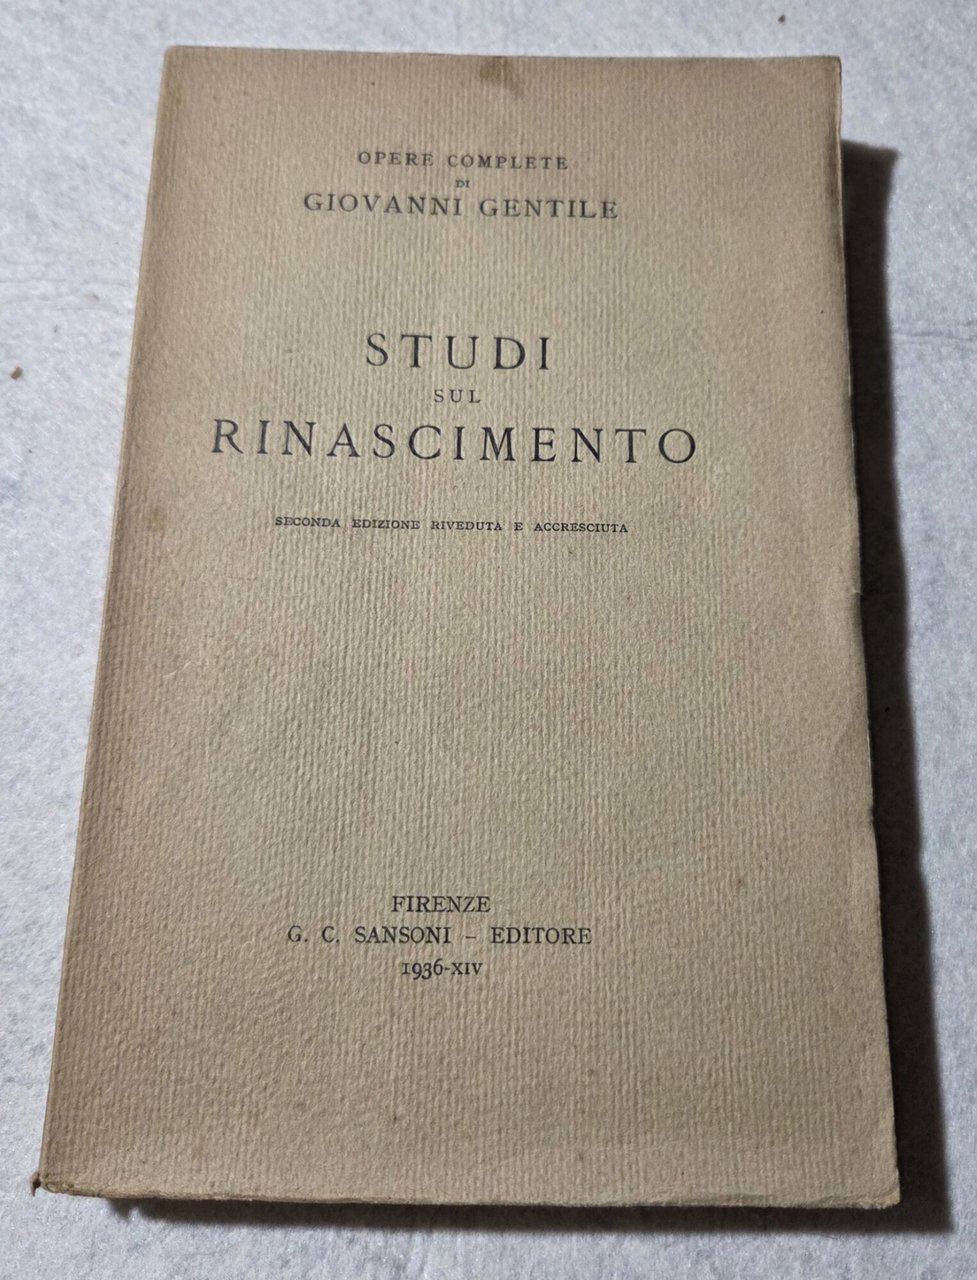 OPERE COMPLETE
DI
GIOVANNI GENTILE
STUDI
SUL
RINASCIMENTO
SECONDA EDIZIONE RIVEDUTA E ACCRESCIUTA
FIRENZE
G. C. SANSONI – EDITORE
1936-XIV